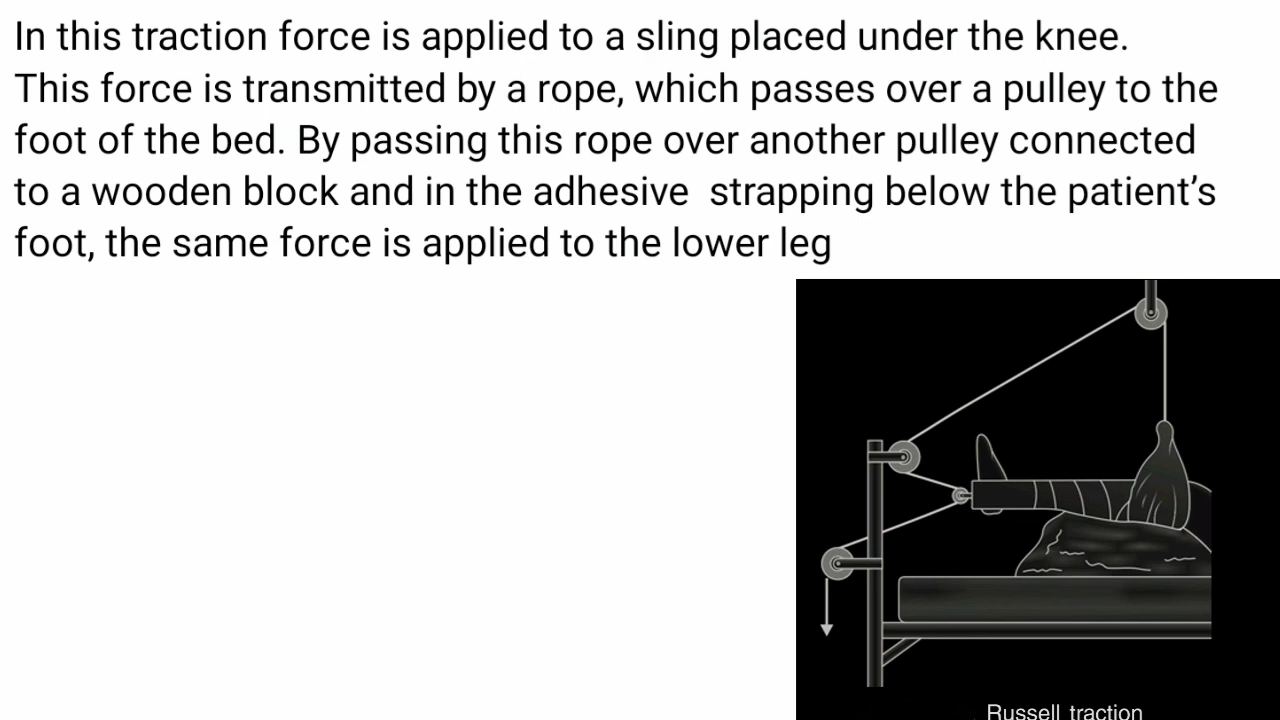 In this traction force is applied to a sling placed under the knee.
This force is transmitted by a rope, which passes over a pulley to the
foot of the bed. By passing this rope over another pulley connected
to a wooden block and in the adhesive  strapping below the patient’s
foot, the same force is applied to the lower leg
Russell traction